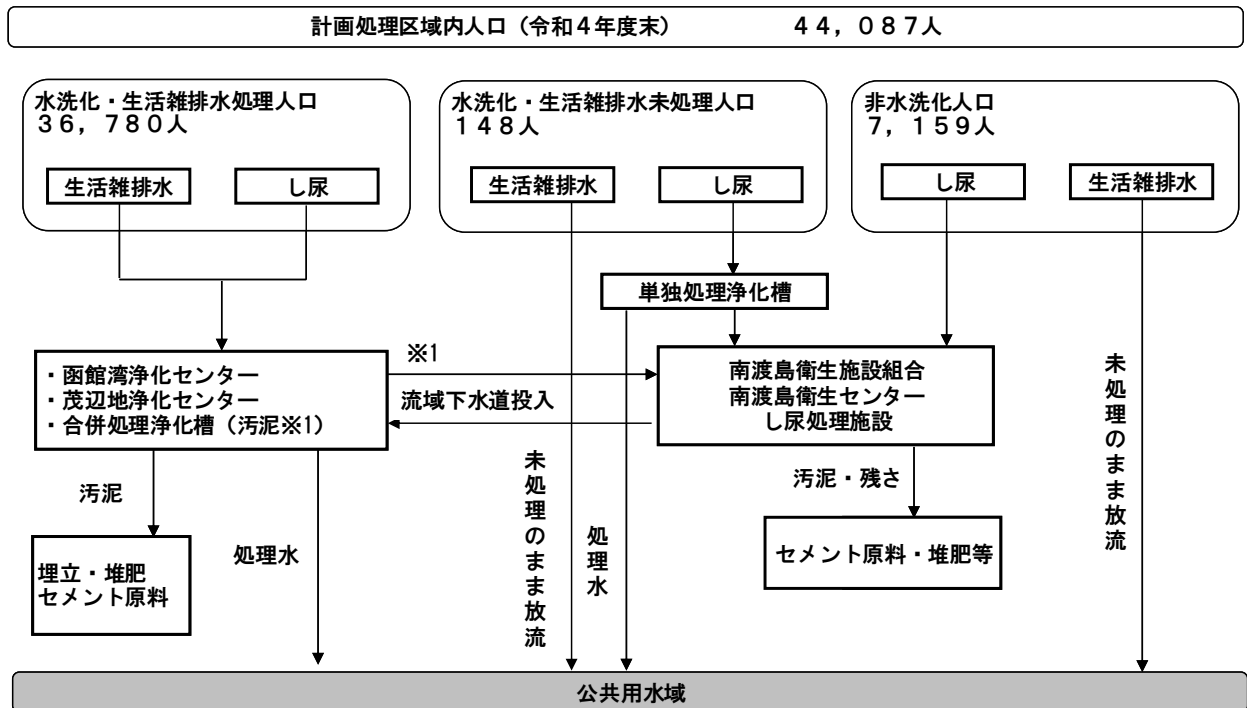 計画処理区域内人口（令和4年度末）　　４４，０８７人
水洗化・生活雑排水処理人口
３６，７８０人
生活雑排水
し尿
水洗化・生活雑排水未処理人口
１４８人
生活雑排水
し尿
非水洗化人口
７，１５９人
し尿
生活雑排水
単独処理浄化槽
・函館湾浄化センター
・茂辺地浄化センター
・合併処理浄化槽（汚泥※1）
※1
流域下水道投入
南渡島衛生施設組合
南渡島衛生センター
し尿処理施設
汚泥
処理水
埋立・堆肥
セメント原料
未処理のまま放流
処理水
汚泥・残さ
セメント原料・堆肥等
未処理のまま放流
公共用水域